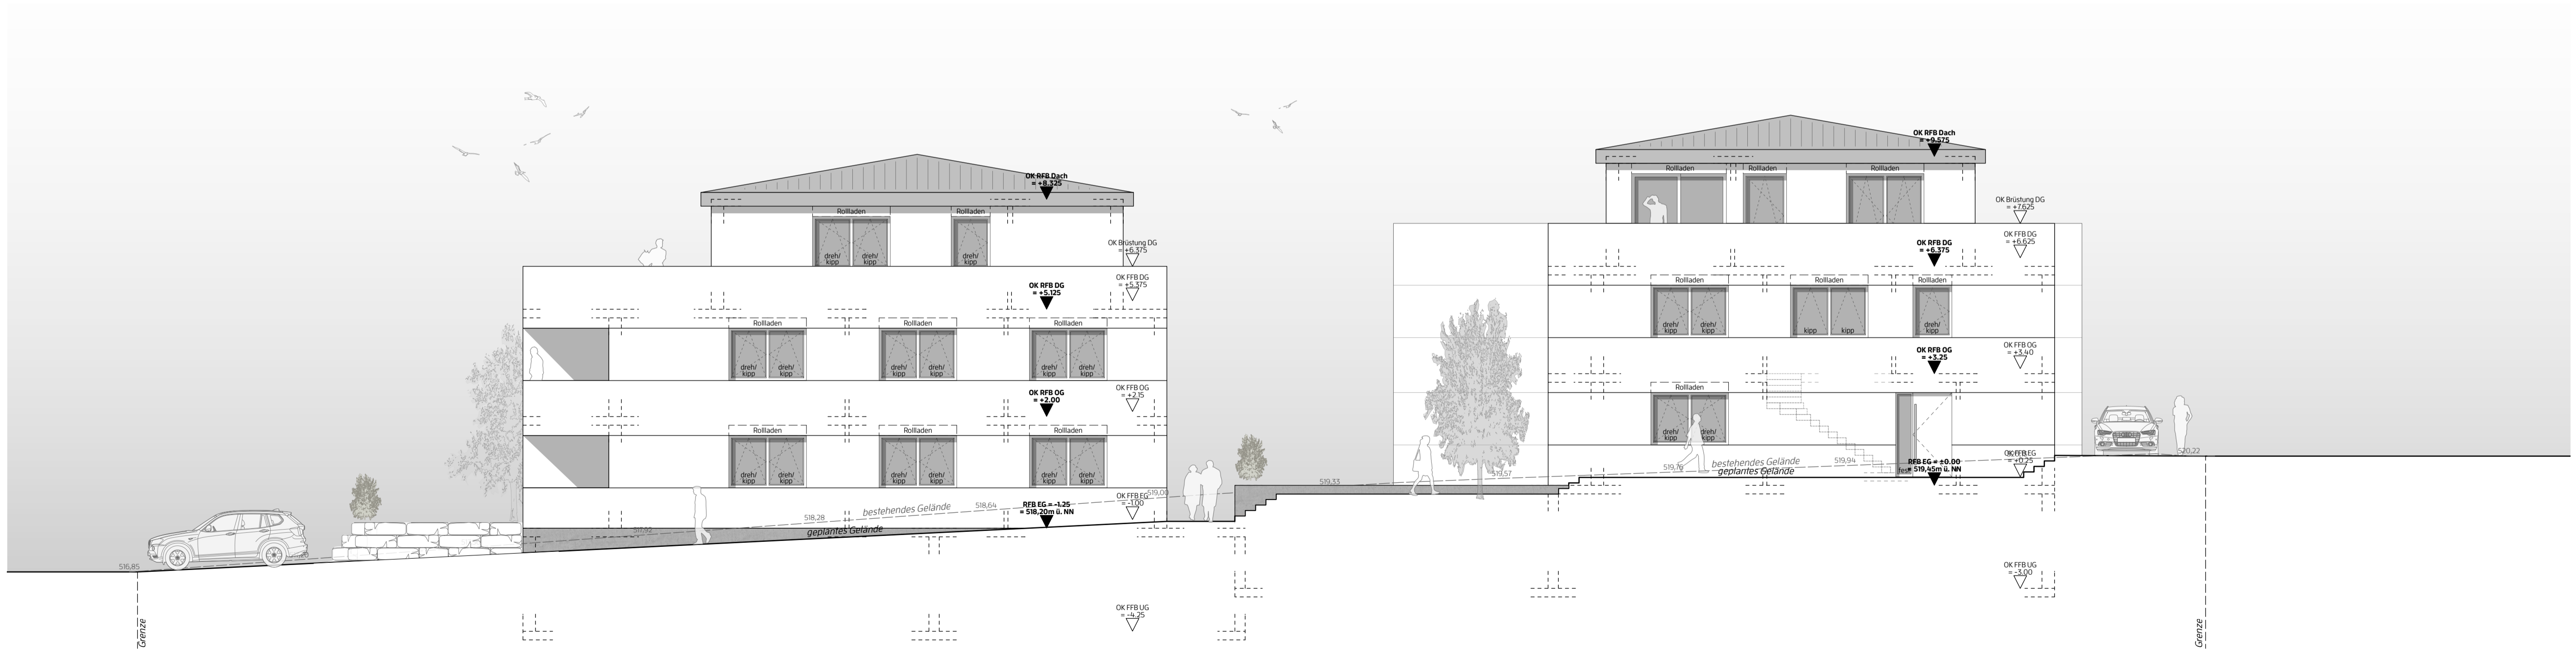 OK RFB Dach
= +8.325
Rollladen
Rollladen
dreh/
kipp
dreh/
kipp
dreh/
kipp
OK Brüstung DG
= +6.375
OK FFB DG
= +5.375
OK RFB DG
= +5.125
Rollladen
Rollladen
Rollladen
dreh/
kipp
dreh/
kipp
dreh/
kipp
dreh/
kipp
dreh/
kipp
dreh/
kipp
OK FFB OG
= +2.15
OK RFB OG
= +2.00
Rollladen
Rollladen
Rollladen
dreh/
kipp
dreh/
kipp
dreh/
kipp
dreh/
kipp
dreh/
kipp
dreh/
kipp
OK FFB EG
= -1.00
519,00
RFB EG = -1.25
= 518,20m ü. NN
518,64
bestehendes Gelände
518,28
517,92
geplantes Gelände
516,85
OK FFB UG
= -4.25
Grenze
OK RFB Dach
= +9.575
Rollladen
Rollladen
Rollladen
OK Brüstung DG
= +7.625
OK FFB DG
= +6.625
OK RFB DG
= +6.375
Rollladen
Rollladen
Rollladen
dreh/
kipp
dreh/
kipp
kipp
kipp
dreh/
kipp
OK FFB OG
= +3.40
OK RFB OG
= +3.25
Rollladen
dreh/
kipp
dreh/
kipp
520,22
OK FFB EG
= +0.25
RFB EG = ±0.00
= 519,45m ü. NN
519,94
bestehendes Gelände
519,76
geplantes Gelände
519,57
519,33
OK FFB UG
= -3.00
Grenze